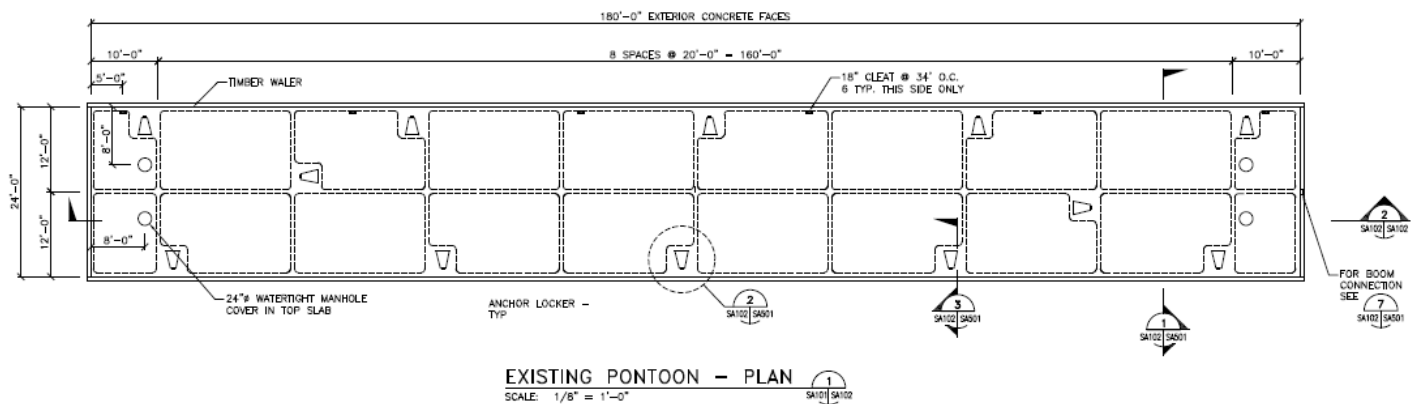 180'-0" EXTERIOR CONCRETE FACES
10'-0"
8 SPACES @ 20'-0" = 160'-0"
10'-0"
5'-0"
TIMBER WALER
18" CLEAT @ 34' O.C.
6 TYP. THIS SIDE ONLY
24'-0"
12'-0"
8'-0"
12'-0"
8'-0"
24"ø WATERTIGHT MANHOLE
COVER IN TOP SLAB
ANCHOR LOCKER -
TYP
2
SA102 SA501
3
SA102 SA501
1
SA102 SA501
2
SA102 SA102
FOR BOOM
CONNECTION
SEE
7
SA102 SA501
EXISTING PONTOON - PLAN
1
SA101 SA102
SCALE: 1/8" = 1'-0"